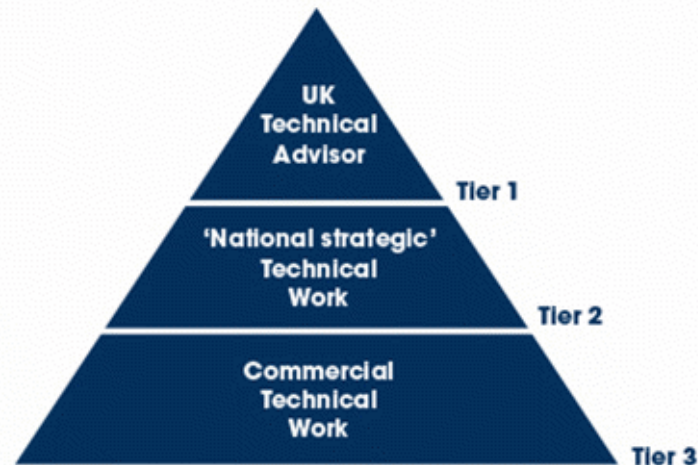 UK
Technical
Advisor
Tier 1
‘National strategic’
Technical
Work
Tier 2
Commercial
Technical
Work
Tier 3